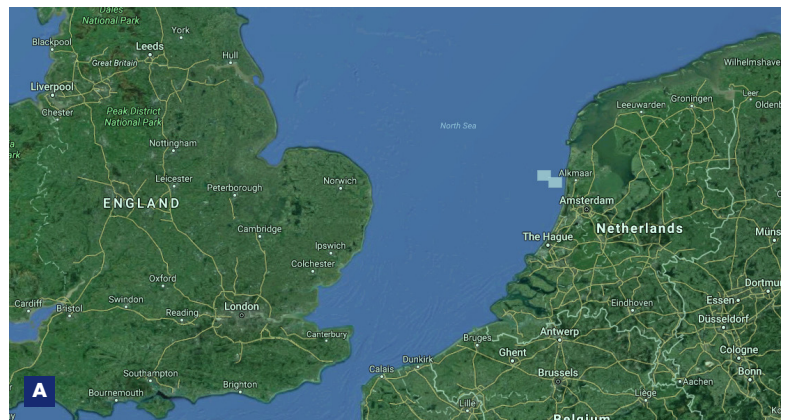 Dales
National Park
York
Blackpool
Leeds
Hull
Great Britain
Wilhelmshave
Liverpool
Leer
Groningen
Leeuwarden
Oldenb
Chester
Peak District
National Park
North Sea
ark
Nottingham
Alkmaar
Leicester
Norwich
Peterborough
ENGLAND
Amsterdam
Netherlands
Cambridge
The Hague
Müns
Ipswich
Colchester
Oxford
Dortmu
Cardiff
Swindon
London
Eindhoven
Essen
Bristol
Reading
Düsseldorf
Canterbury
Antwerp
Bruges
Ghent
Cologne
Dunkirk
Calais
Brussels
Bonn
Southampton
Aachen
A
Brighton
Bournemouth
Liège
Lille
Belgium